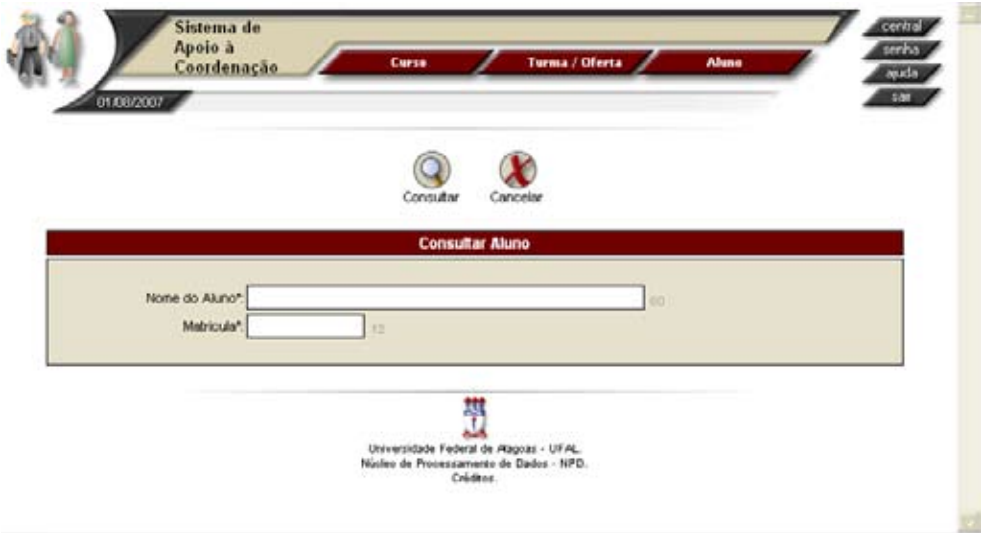 Sistema de
Apoio à
Coordenação
Curso
Turma / Oferta
Aluno
central
senha
ajuda
sair
01/08/2007
Consultar
Cancelar
Consultar Aluno
Nome do Aluno*:
60
Matrícula*:
12
Universidade Federal de Alagoas - UFAL.
Núcleo de Processamento de Dados - NPD.
Créditos.